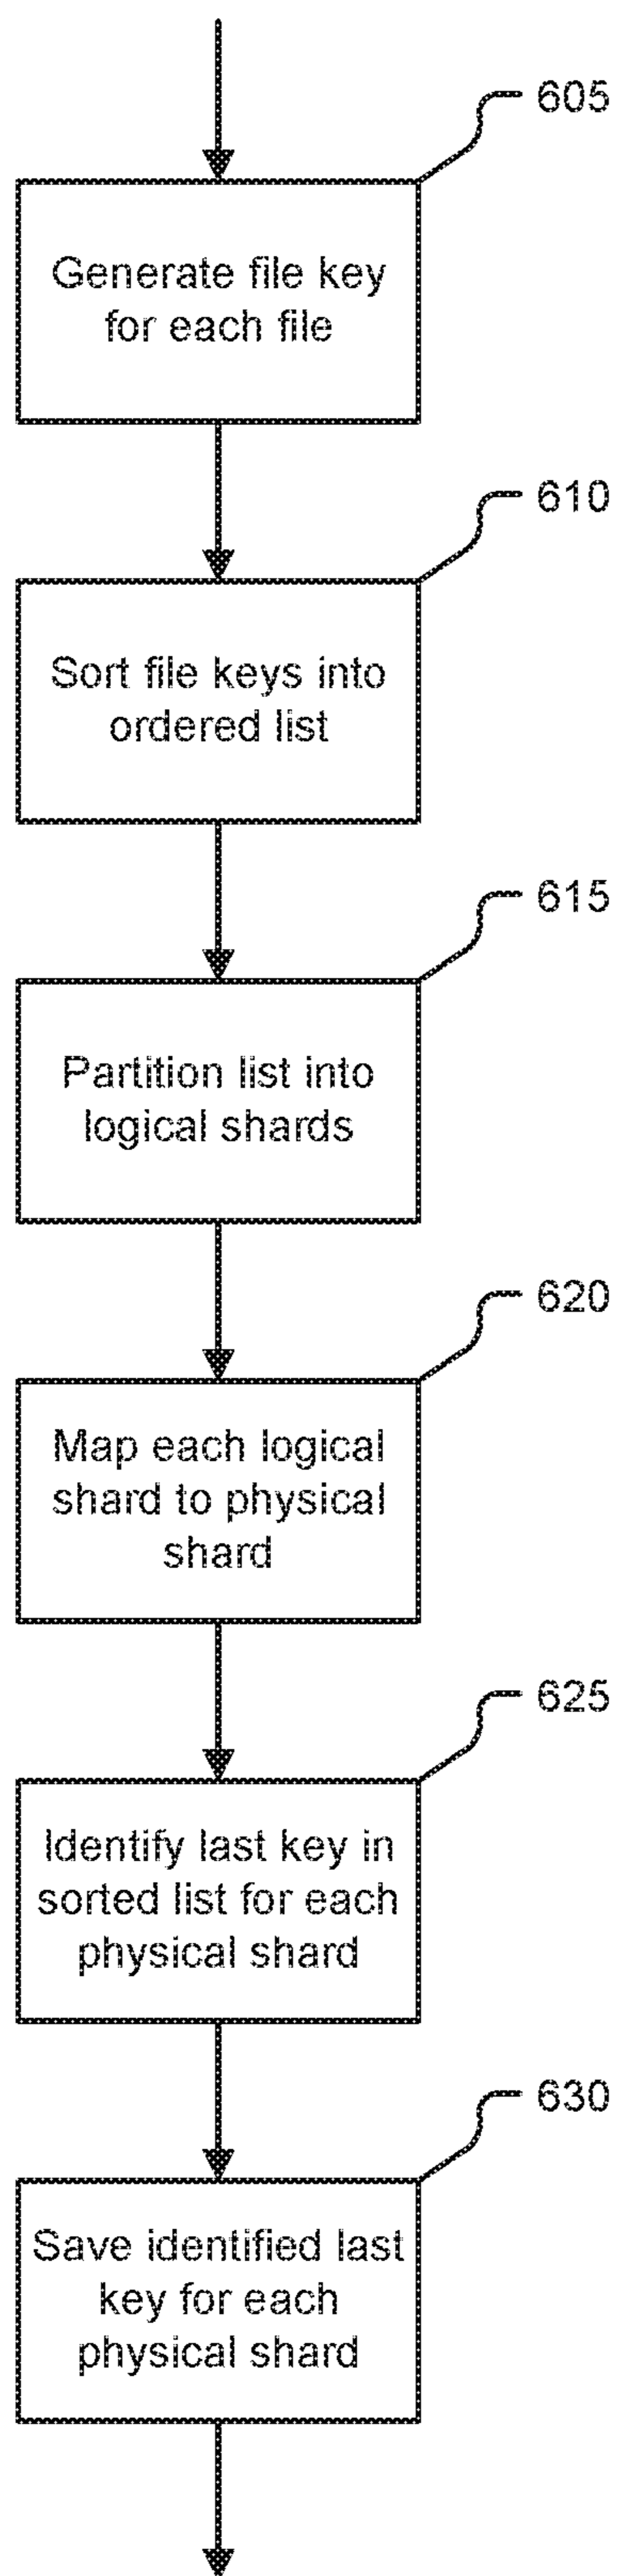 605
Generate file key
for each file
610
Sort file keys into
ordered list
615
Partition list into
logical shards
620
Map each logical
shard to physical
shard
625
Identify last key in
sorted list for each
physical shard
630
Save identified last
key for each
physical shard